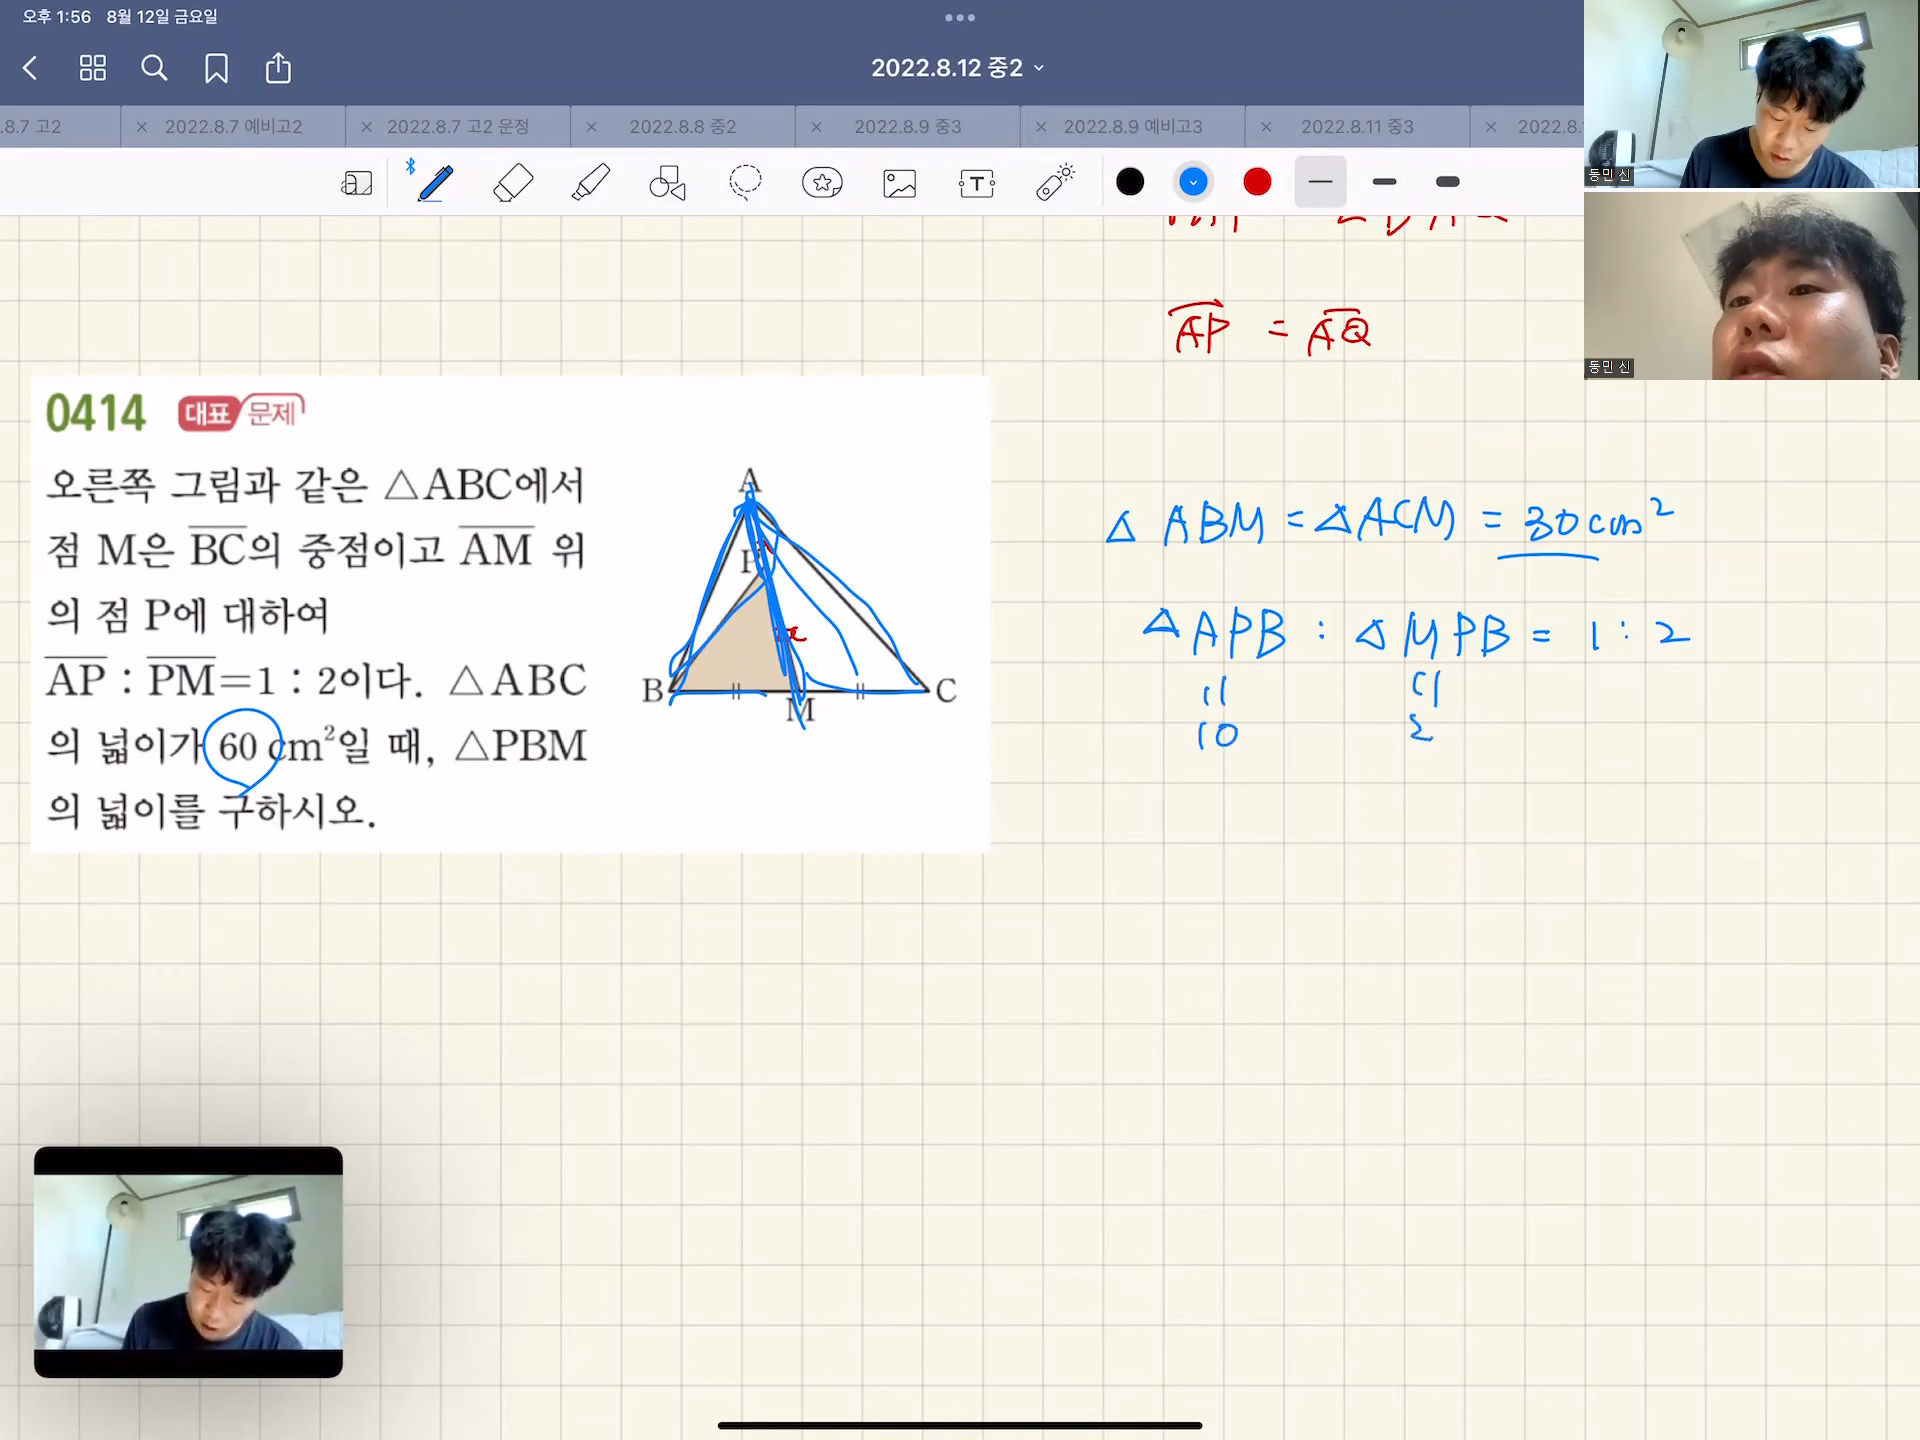 오후 1:56 8월 12일 금요일
2022.8.12 중2
.8.7 고2
2022.8.7 예비고2
2022.8.7 고2 문정
2022.8.8 중2
2022.8.9 중3
2022.8.9 예비고3
2022.8.11 중3
2022.8.
동민 신
동민 신
AP = AQ
0414 대표 문제
오른쪽 그림과 같은 △ABC에서
점 M은 BC의 중점이고 AM 위
의 점 P에 대하여
AP : PM=1 : 2이다. △ABC
의 넓이가 60 cm²일 때, △PBM
의 넓이를 구하시오.
A
P
x
B
M
C
△ABM = △ACM = 30cm²
△APB : △MPB = 1 : 2
11
10
2